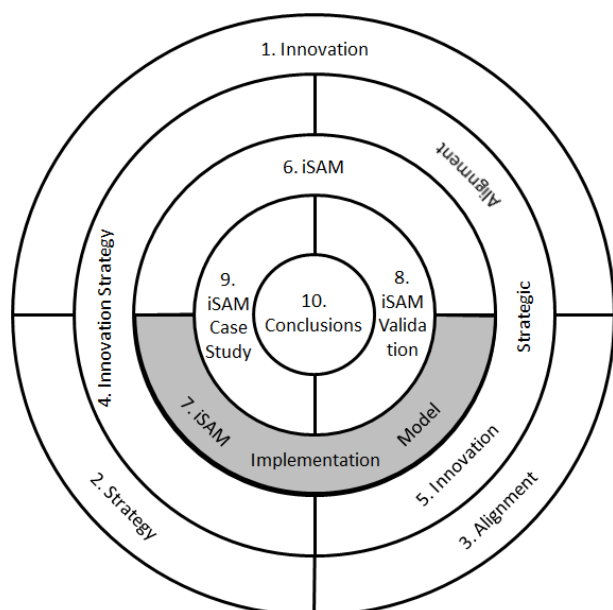 1. Innovation
Alignment
6. iSAM
4. Innovation Strategy
Strategic
9.
iSAM
Case
Study
10.
Conclusions
8.
iSAM
Valida
tion
7. iSAM
Implementation
Model
5. Innovation
2. Strategy
3. Alignment